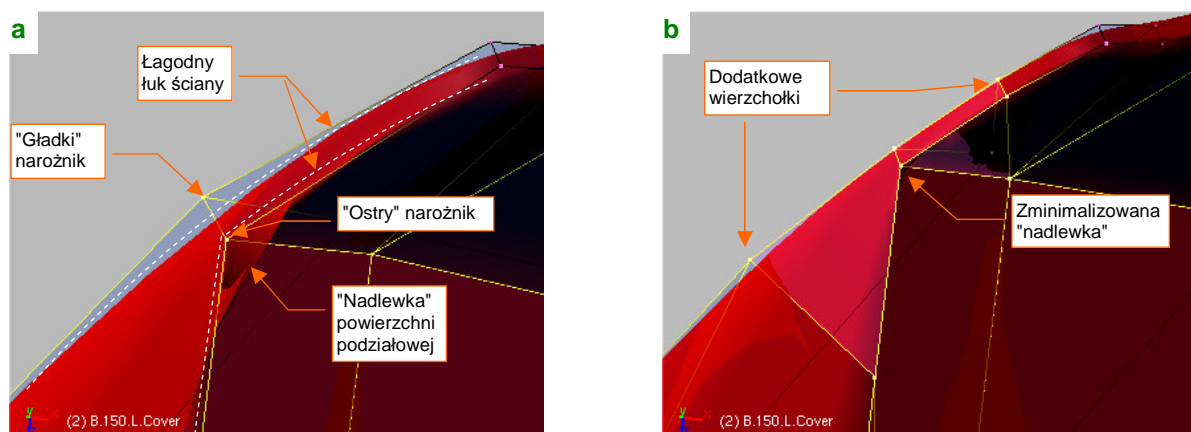 a
Łagodny
łuk ściany
"Gładki"
narożnik
"Ostry" narożnik
"Nadlewka"
powierzchni
podziałowej
y
x
(2) B.150.L.Cover
b
Dodatkowe
wierzchołki
Zminimalizowana
"nadlewka"
y
x
(2) B.150.L.Cover